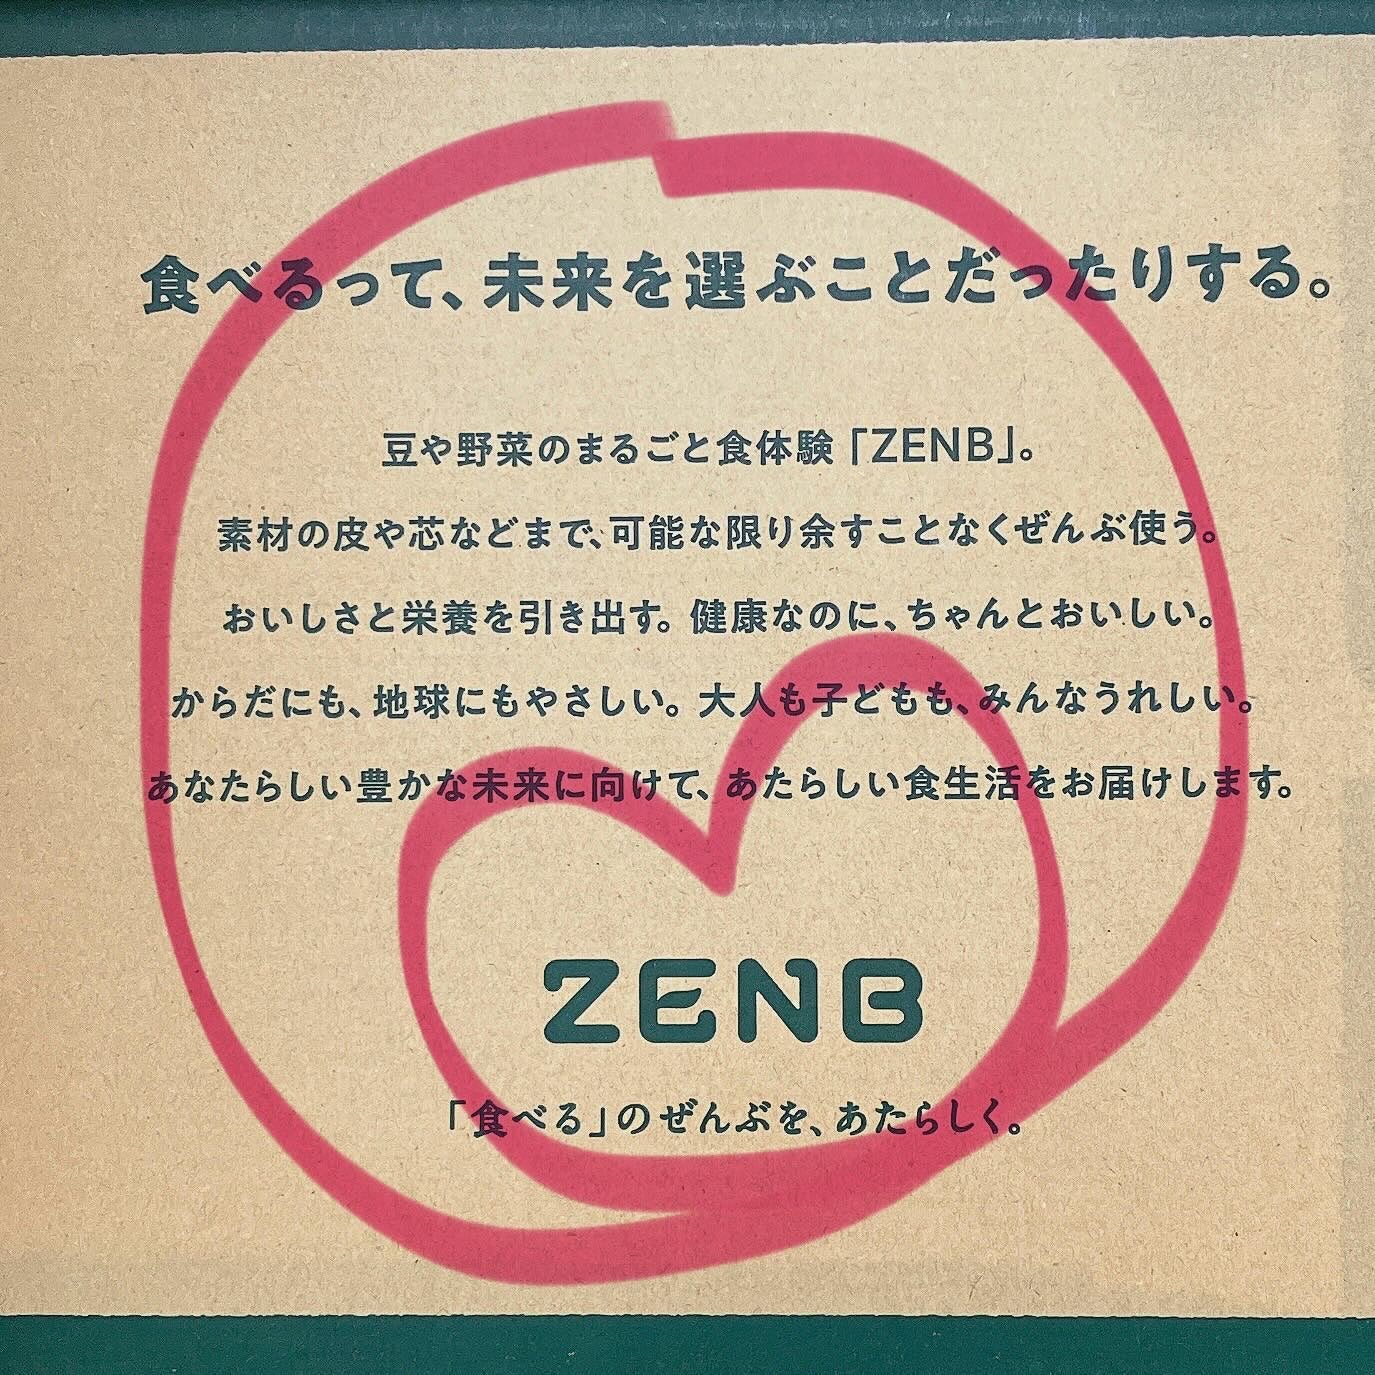 食べるって、未来を選ぶことだったりする。
豆や野菜のまるごと食体験「ZENB」。
素材の皮や芯などまで、可能な限り余すことなくぜんぶ使う。
おいしさと栄養を引き出す。健康なのに、ちゃんとおいしい。
からだにも、地球にもやさしい。大人も子どもも、みんなうれしい。
あなたらしい豊かな未来に向けて、あたらしい食生活をお届けします。
ZENB
「食べる」のぜんぶを、あたらしく。